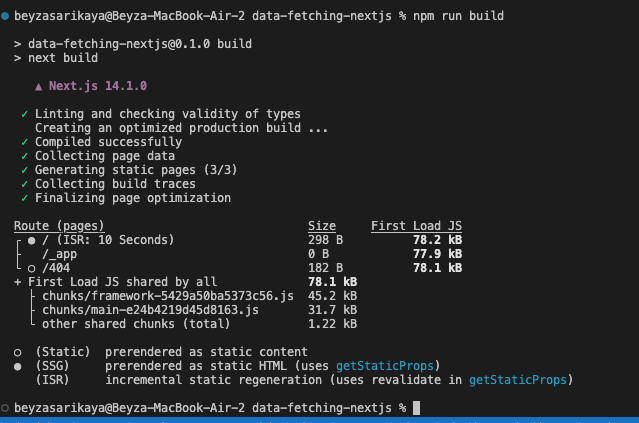 beyzasarikaya@Beyza-MacBook-Air-2 data-fetching-nextjs % npm run build
> data-fetching-nextjs@0.1.0 build
> next build
▲ Next.js 14.1.0
✓ Linting and checking validity of types
Creating an optimized production build ...
✓ Compiled successfully
✓ Collecting page data
✓ Generating static pages (3/3)
✓ Collecting build traces
✓ Finalizing page optimization
Route (pages) Size First Load JS
┌ ● / (ISR: 10 Seconds) 298 B 78.2 kB
├ /_app 0 B 77.9 kB
└ ○ /404 182 B 78.1 kB
+ First Load JS shared by all 78.1 kB
├ chunks/framework-5429a50ba5373c56.js 45.2 kB
├ chunks/main-e24b4219d45d8163.js 31.7 kB
└ other shared chunks (total) 1.22 kB
○ (Static) prerendered as static content
● (SSG) prerendered as static HTML (uses getStaticProps)
(ISR) incremental static regeneration (uses revalidate in getStaticProps)
beyzasarikaya@Beyza-MacBook-Air-2 data-fetching-nextjs %